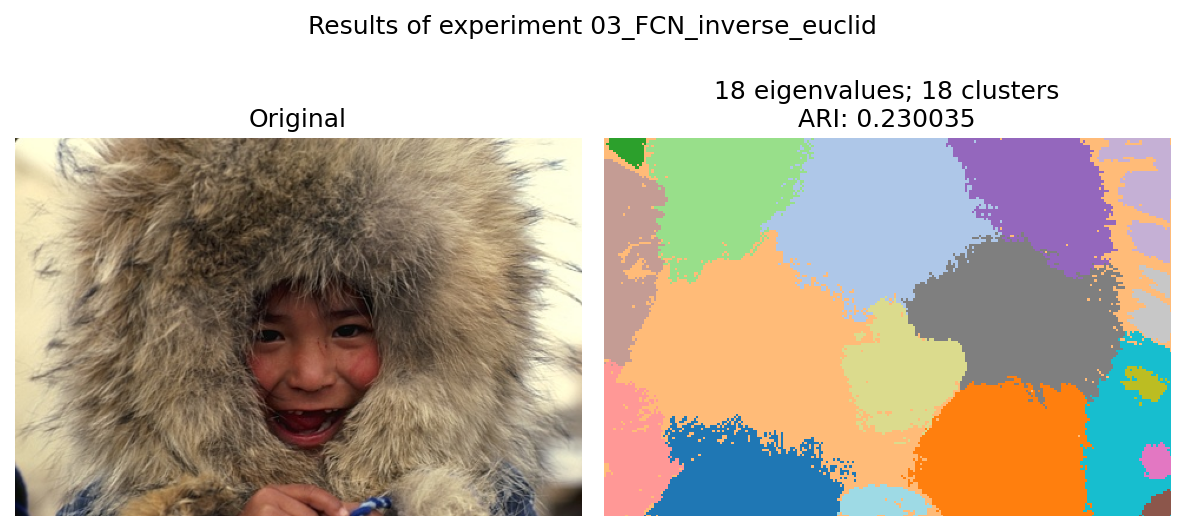 Results of experiment 03_FCN_inverse_euclid
Original
18 eigenvalues; 18 clusters
ARI: 0.230035